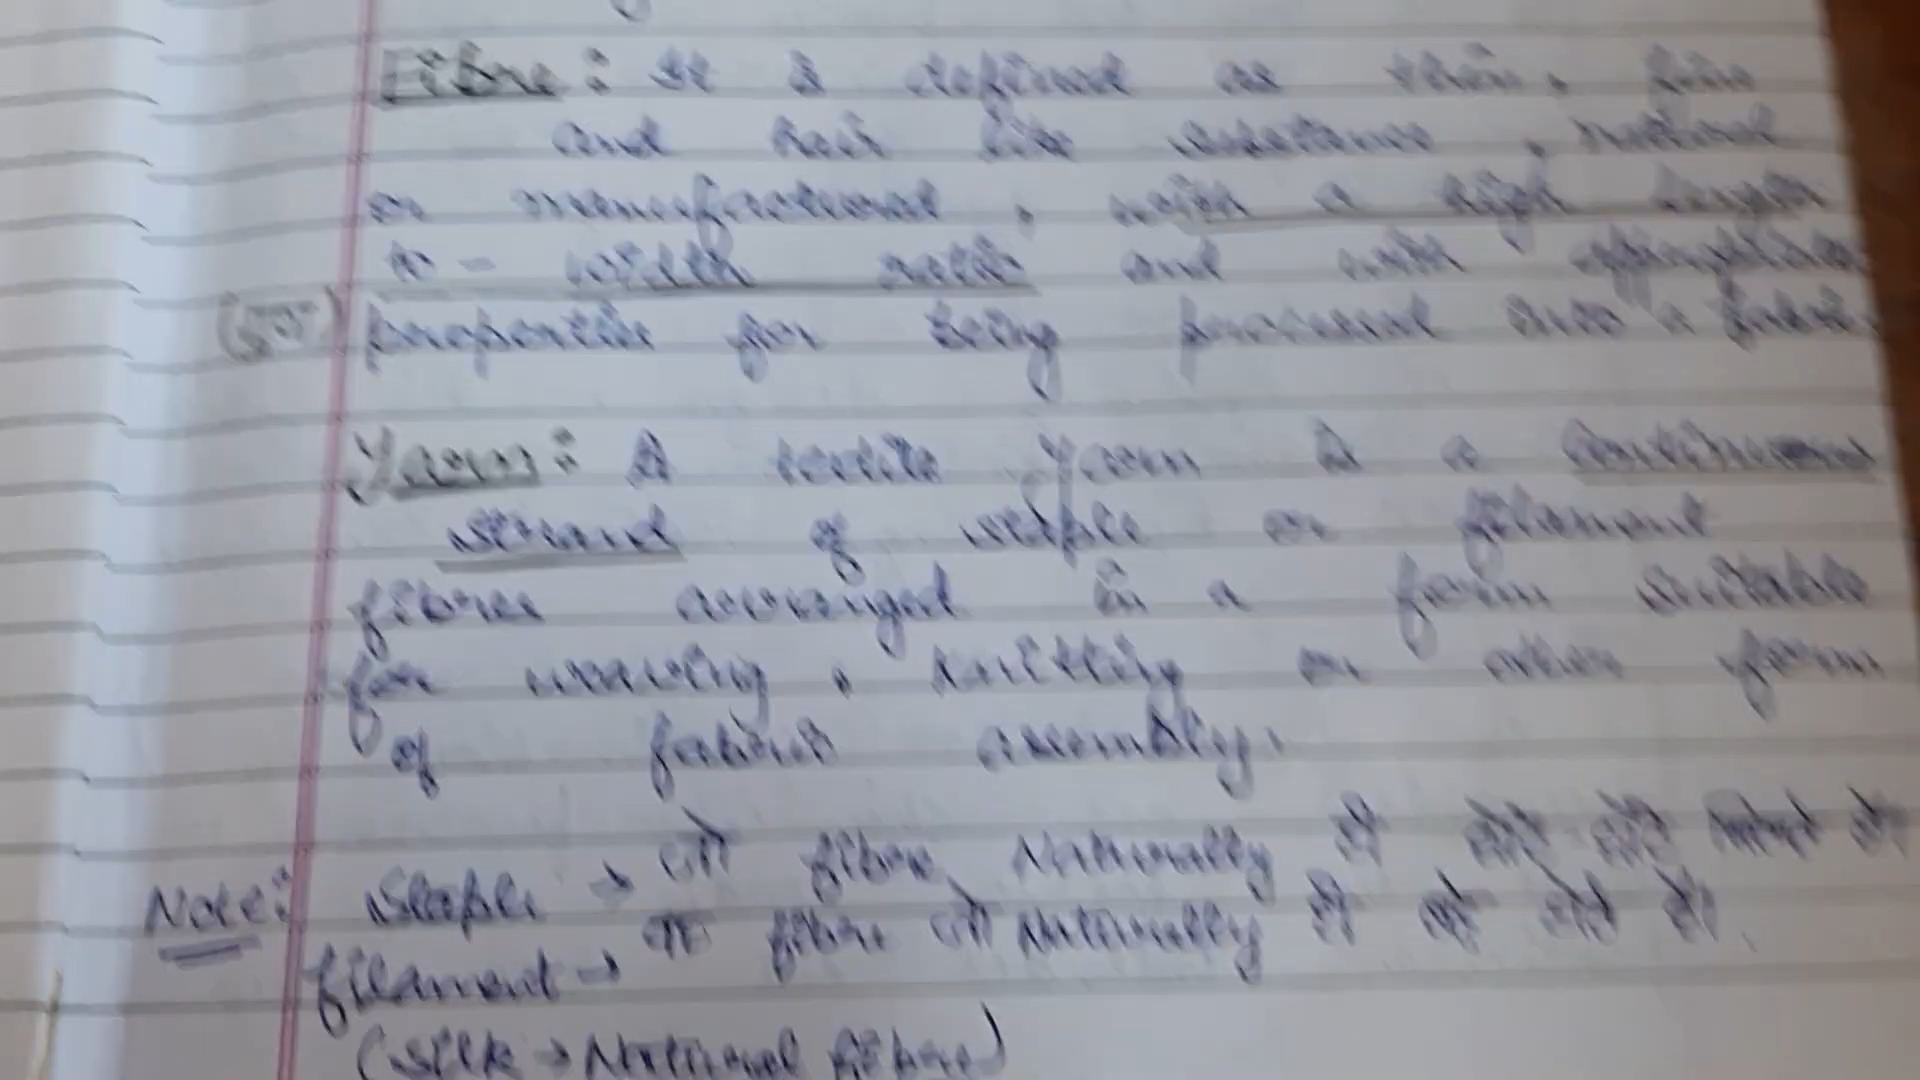 Fibre: It is defined as thin, fine
and hair like substance, natural
or manufactured, with a high length
to - width ratio and with
properties for being processed into a fabric.
Yarn: A textile yarn is a continuous
strand of staple or filament
fibres arranged in a form suitable
for weaving, knitting or other form
of fabric assembly.
Note: Staple → जो fibre Naturally
filament → जो fibre Naturally
(Silk → Natural fibre)